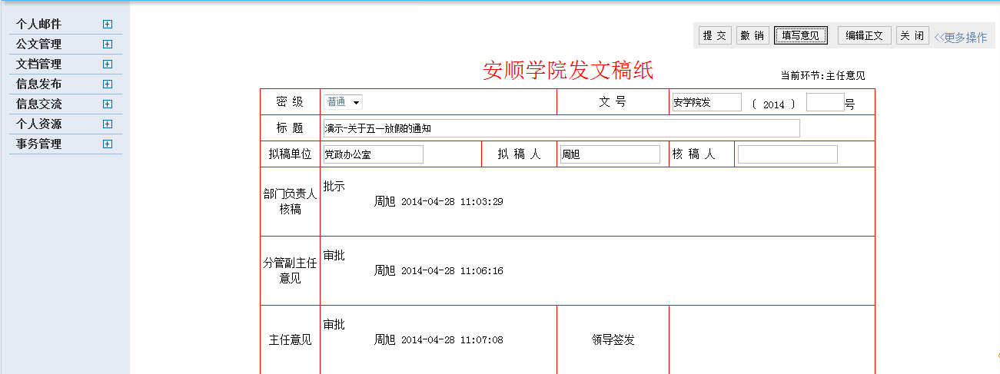 个人邮件
公文管理
文档管理
信息发布
信息交流
个人资源
事务管理
提 交 撤 销 填写意见 编辑正文 关 闭 <<更多操作
安顺学院发文稿纸
当前环节:主任意见
密 级 普通 文 号 安学院发 〔 2014 〕 号
标 题 演示-关于五一放假的通知
拟稿单位 党政办公室 拟 稿 人 周旭 核 稿 人
部门负责人
核稿
批示
周旭 2014-04-28 11:03:29
分管副主任
意见
审批
周旭 2014-04-28 11:06:16
主任意见
审批
周旭 2014-04-28 11:07:08
领导签发